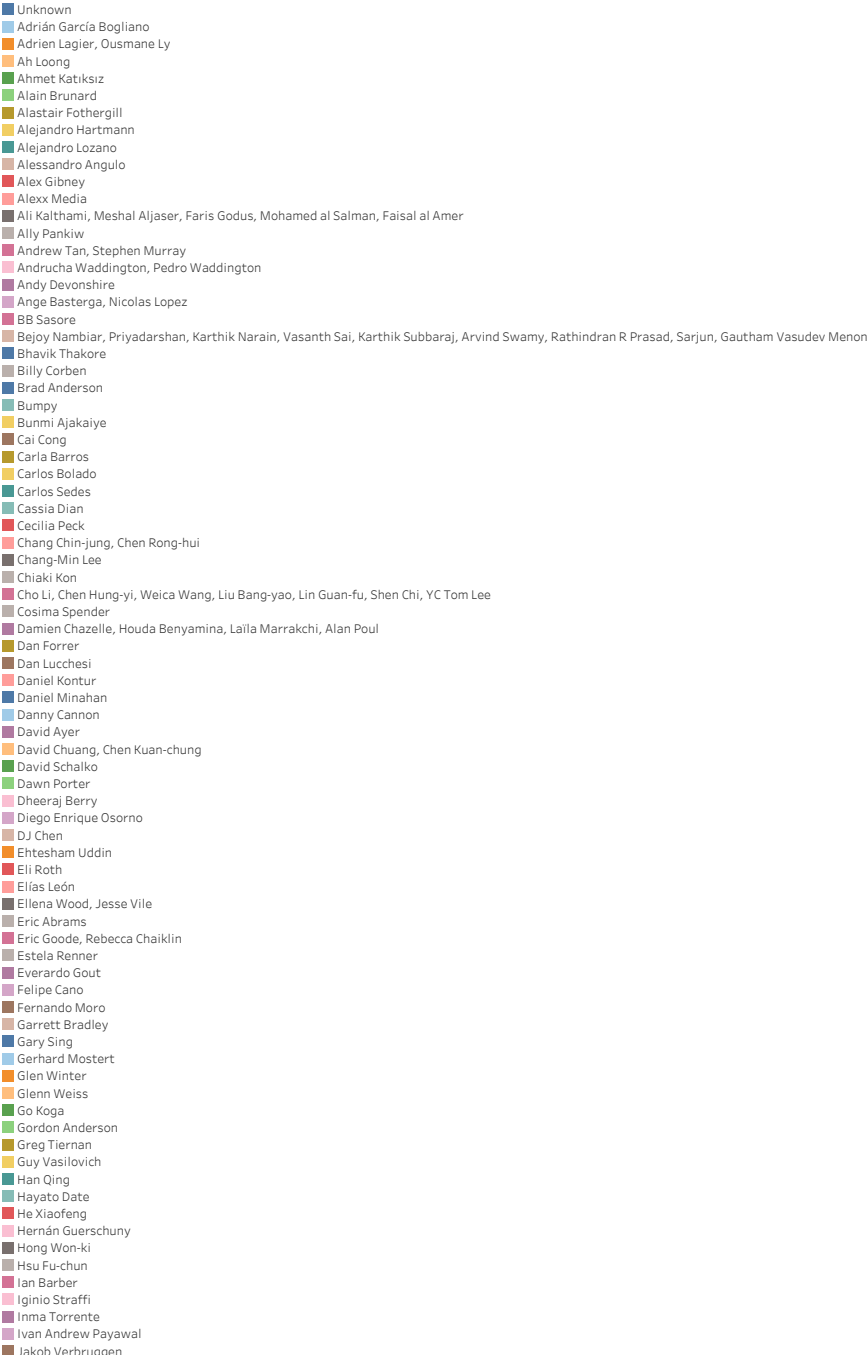 Unknown
Adrián García Bogliano
Adrien Lagier, Ousmane Ly
Ah Loong
Ahmet Katıksız
Alain Brunard
Alastair Fothergill
Alejandro Hartmann
Alejandro Lozano
Alessandro Angulo
Alex Gibney
Alexx Media
Ali Kalthami, Meshal Aljaser, Faris Godus, Mohamed al Salman, Faisal al Amer
Ally Pankiw
Andrew Tan, Stephen Murray
Andrucha Waddington, Pedro Waddington
Andy Devonshire
Ange Basterga, Nicolas Lopez
BB Sasore
Bejoy Nambiar, Priyadarshan, Karthik Narain, Vasanth Sai, Karthik Subbaraj, Arvind Swamy, Rathindran R Prasad, Sarjun, Gautham Vasudev Menon
Bhavik Thakore
Billy Corben
Brad Anderson
Bumpy
Bunmi Ajakaiye
Cai Cong
Carla Barros
Carlos Bolado
Carlos Sedes
Cassia Dian
Cecilia Peck
Chang Chin-jung, Chen Rong-hui
Chang-Min Lee
Chiaki Kon
Cho Li, Chen Hung-yi, Weica Wang, Liu Bang-yao, Lin Guan-fu, Shen Chi, YC Tom Lee
Cosima Spender
Damien Chazelle, Houda Benyamina, Laïla Marrakchi, Alan Poul
Dan Forrer
Dan Lucchesi
Daniel Kontur
Daniel Minahan
Danny Cannon
David Ayer
David Chuang, Chen Kuan-chung
David Schalko
Dawn Porter
Dheeraj Berry
Diego Enrique Osorno
DJ Chen
Ehtesham Uddin
Eli Roth
Elías León
Ellena Wood, Jesse Vile
Eric Abrams
Eric Goode, Rebecca Chaiklin
Estela Renner
Everardo Gout
Felipe Cano
Fernando Moro
Garrett Bradley
Gary Sing
Gerhard Mostert
Glen Winter
Glenn Weiss
Go Koga
Gordon Anderson
Greg Tiernan
Guy Vasilovich
Han Qing
Hayato Date
He Xiaofeng
Hernán Guerschuny
Hong Won-ki
Hsu Fu-chun
Ian Barber
Iginio Straffi
Inma Torrente
Ivan Andrew Payawal
Jakob Verbruggen